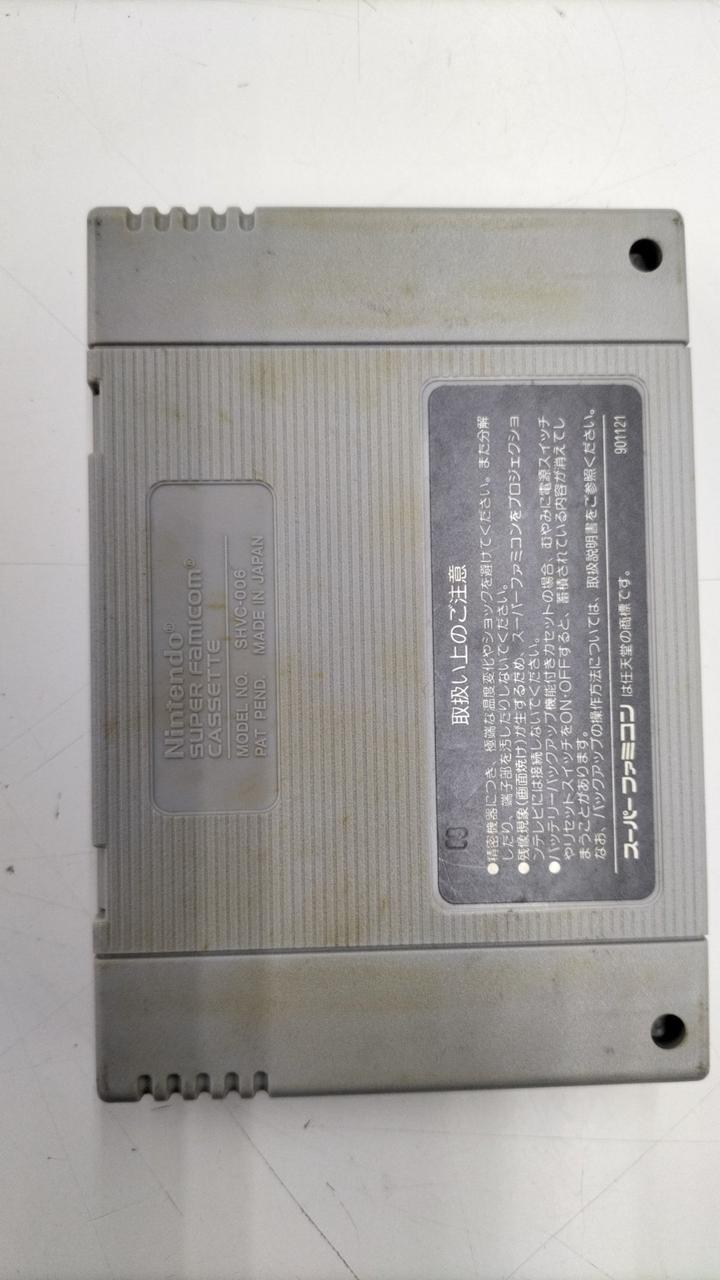 Nintendo®
SUPER FAMICOM®
CASSETTE
MODEL NO. SHVC-006
PAT PEND. MADE IN JAPAN
取扱い上のご注意
●精密機器につき、極端な温度変化やショックを避けてください。また分解
したり、端子部を汚したりしないでください。
●残像現象(画面焼け)が生ずるため、スーパーファミコンをプロジェクショ
ンテレビには接続しないでください。
●バッテリーバックアップ機能付きカセットの場合、むやみに電源スイッチ
やリセットスイッチをON・OFFすると、蓄積されている内容が消えてし
まうことがあります。
なお、バックアップの操作方法については、取扱説明書をご参照ください。
スーパーファミコン は任天堂の商標です。 901121